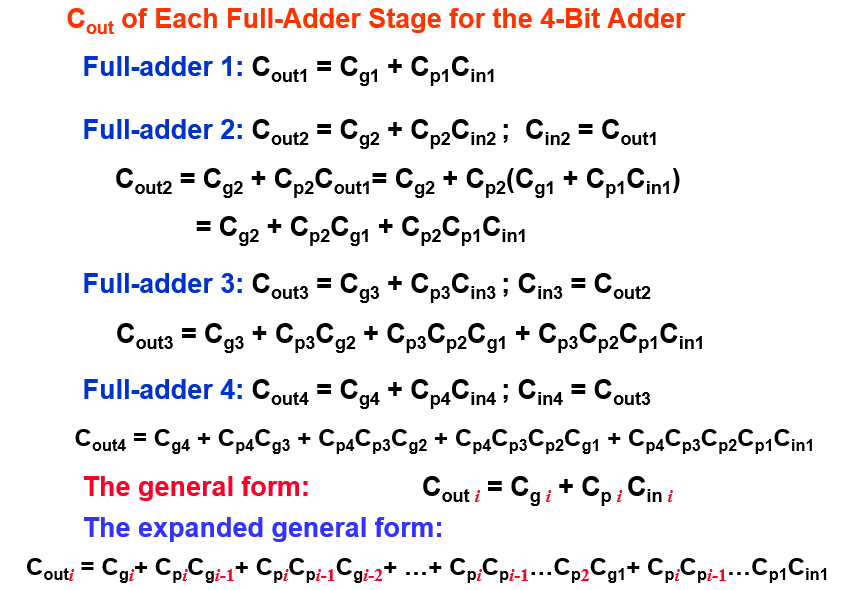 Cout of Each Full-Adder Stage for the 4-Bit Adder
Full-adder 1: Cout1 = Cg1 + Cp1Cin1
Full-adder 2: Cout2 = Cg2 + Cp2Cin2 ; Cin2 = Cout1
Cout2 = Cg2 + Cp2Cout1= Cg2 + Cp2(Cg1 + Cp1Cin1)
= Cg2 + Cp2Cg1 + Cp2Cp1Cin1
Full-adder 3: Cout3 = Cg3 + Cp3Cin3 ; Cin3 = Cout2
Cout3 = Cg3 + Cp3Cg2 + Cp3Cp2Cg1 + Cp3Cp2Cp1Cin1
Full-adder 4: Cout4 = Cg4 + Cp4Cin4 ; Cin4 = Cout3
Cout4 = Cg4 + Cp4Cg3 + Cp4Cp3Cg2 + Cp4Cp3Cp2Cg1 + Cp4Cp3Cp2Cp1Cin1
The general form: Cout i = Cg i + Cp i Cin i
The expanded general form:
Couti = Cgi+ CpiCgi-1+ CpiCpi-1Cgi-2+ …+ CpiCpi-1…Cp2Cg1+ CpiCpi-1…Cp1Cin1